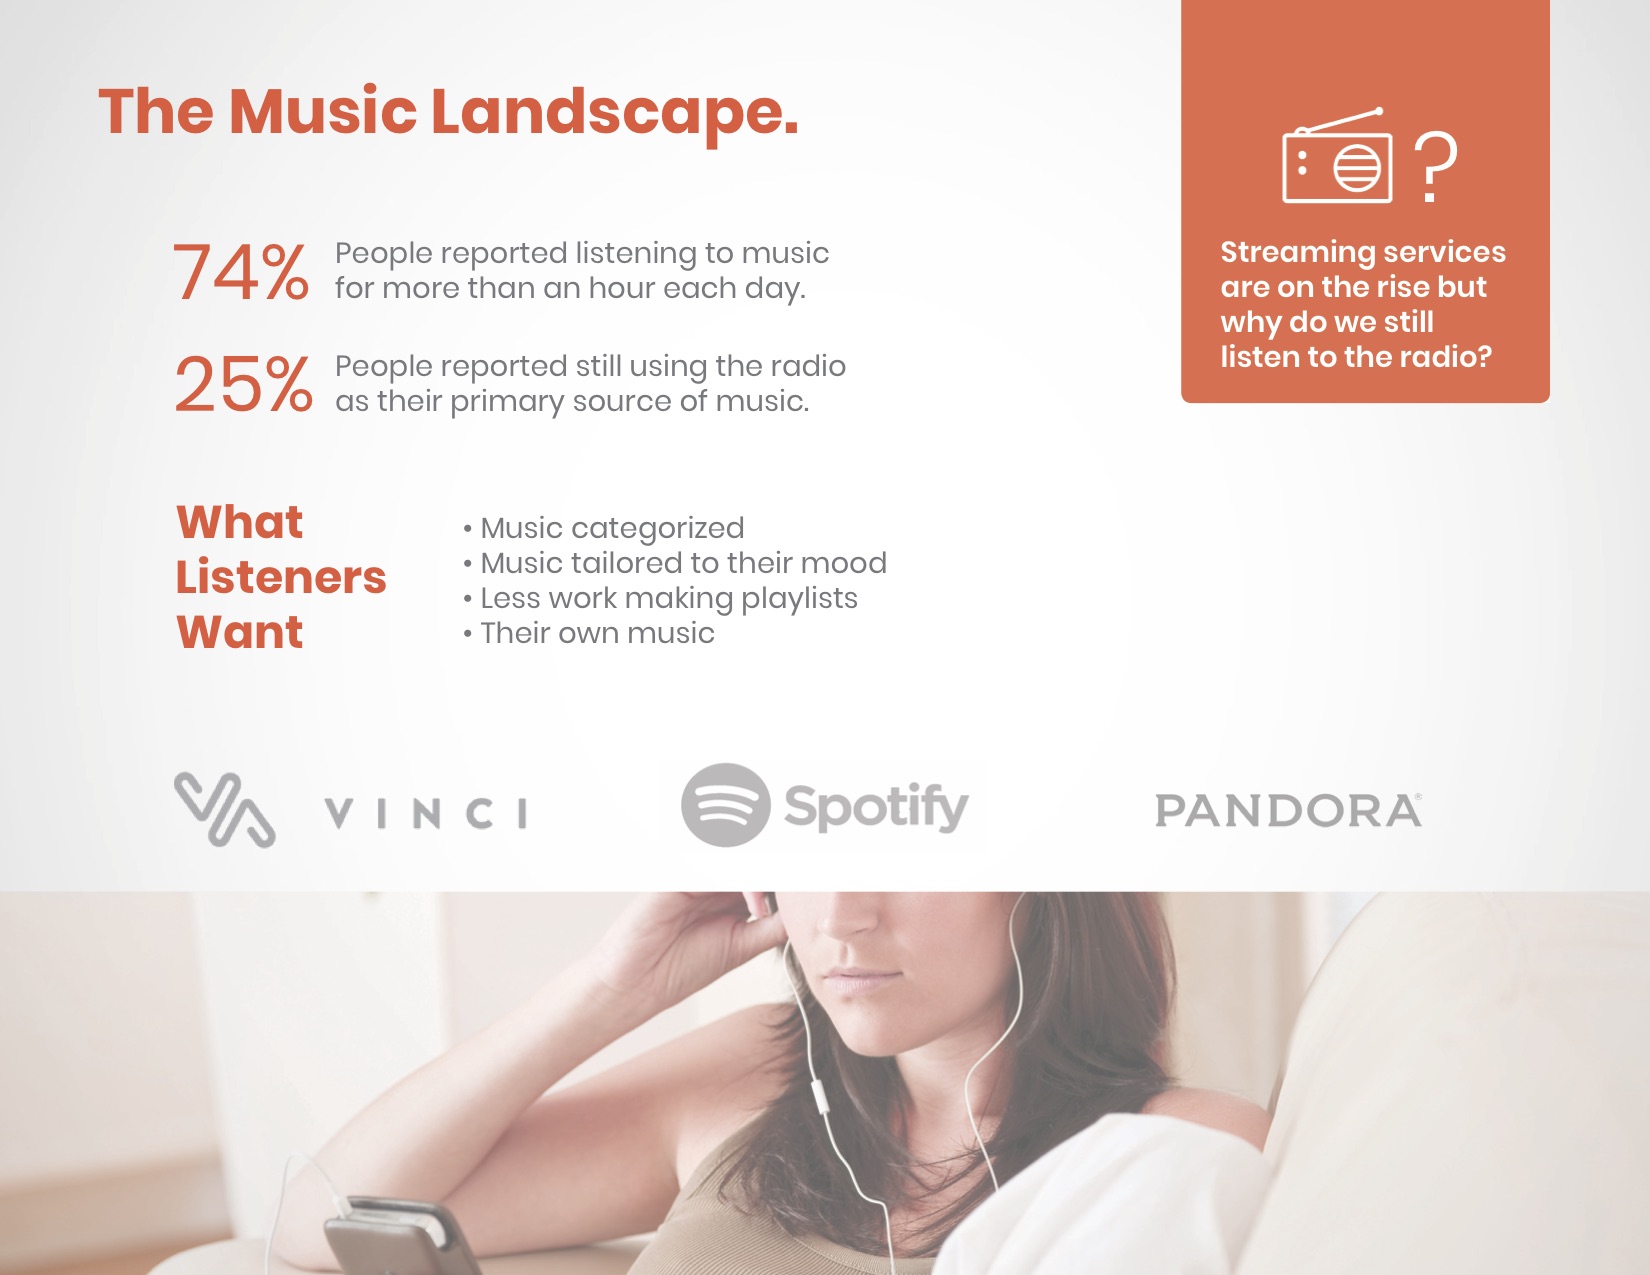 The Music Landscape.
74%
People reported listening to music
for more than an hour each day.
25%
People reported still using the radio
as their primary source of music.
What
Listeners
Want
• Music categorized
• Music tailored to their mood
• Less work making playlists
• Their own music
?
Streaming services
are on the rise but
why do we still
listen to the radio?
VINCI
Spotify
PANDORA®